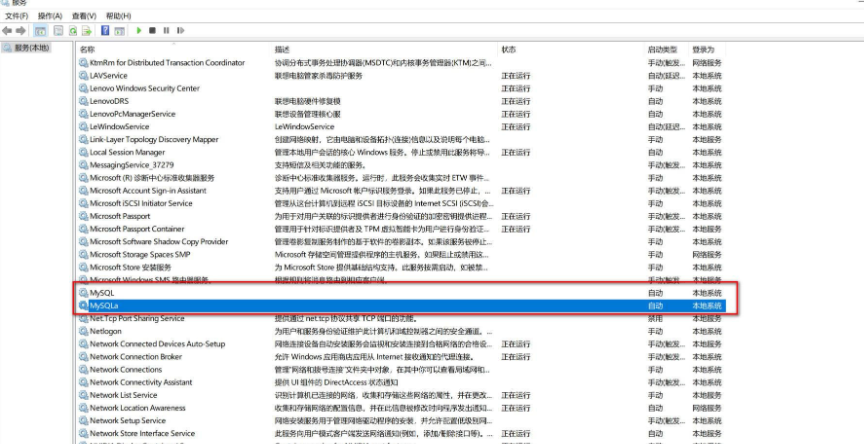 服务
文件(F) 操作(A) 查看(V) 帮助(H)
服务(本地)
名称 描述 状态 启动类型 登录为
KtmRm for Distributed Transaction Coordinator 协调分布式事务处理协调器(MSDTC)和内核事务管理器(KTM)之间... 手动(触发... 网络服务
LAVService 联想电脑管家杀毒防护服务 正在运行 自动(延迟... 本地系统
Lenovo Windows Security Center 正在运行 手动 本地系统
LenovoDRS 联想电脑硬件修复模 正在运行 自动 本地系统
LenovoPcManagerService 联想设备管理核心服 正在运行 自动 本地系统
LeWindowService LeWindowService 正在运行 自动(延迟... 本地系统
Link-Layer Topology Discovery Mapper 创建网络映射，它由电脑和设备拓扑(连接)信息以及说明每个电脑... 手动 本地服务
Local Session Manager 管理本地用户会话的核心 Windows 服务。停止或禁用此服务将导... 正在运行 自动 本地系统
MessagingService_37279 支持短信及相关功能的服务。 手动(触发... 本地系统
Microsoft (R) 诊断中心标准收集器服务 诊断中心标准收集器服务。运行时，此服务会收集实时 ETW 事件... 手动 本地系统
Microsoft Account Sign-in Assistant 支持用户通过 Microsoft 帐户标识服务登录。如果此服务已停止，... 正在运行 手动(触发... 本地系统
Microsoft iSCSI Initiator Service 管理从这台计算机到远程 iSCSI 目标设备的 Internet SCSI (iSCSI)会... 手动 本地系统
Microsoft Passport 为用于对用户关联的标识提供者进行身份验证的加密密钥提供进程... 正在运行 手动(触发... 本地系统
Microsoft Passport Container 管理用于针对标识提供者及 TPM 虚拟智能卡为用户进行身份验证... 正在运行 手动(触发... 本地服务
Microsoft Software Shadow Copy Provider 管理卷影复制服务制作的基于软件的卷影副本。如果该服务被停止... 手动 本地系统
Microsoft Storage Spaces SMP Microsoft 存储空间管理提供程序的主机服务，如果阻止或禁用这... 手动 网络服务
Microsoft Store 安装服务 为 Microsoft Store 提供基础结构支持，此服务按需启动，如被禁... 手动 本地系统
Microsoft Windows SMS 路由器服务。 根据规则将消息路由到相应客户端。 手动(触发... 本地系统
MySQL 自动 本地系统
MySQLa 自动 本地系统
Net.Tcp Port Sharing Service 提供通过 net.tcp 协议共享 TCP 端口的功能。 禁用 本地服务
Netlogon 为用户和服务身份验证维护此计算机和域控制器之间的安全通道。... 手动 本地系统
Network Connected Devices Auto-Setup 网络连接设备自动安装服务会监视和安装连接到合格网络的合格设... 正在运行 手动(触发... 本地服务
Network Connection Broker 允许 Windows 应用商店应用从 Internet 接收通知的代理连接。 正在运行 手动(触发... 本地系统
Network Connections 管理“网络和拨号连接”文件夹中对象，在其中你可以查看局域网和... 手动 本地系统
Network Connectivity Assistant 提供 UI 组件的 DirectAccess 状态通知 手动(触发... 本地系统
Network List Service 识别计算机已连接的网络，收集和存储这些网络的属性，并在更改... 正在运行 手动 本地服务
Network Location Awareness 收集和存储网络的配置信息，并在此信息被修改时向程序发出通知... 正在运行 自动 网络服务
Network Setup Service 网络安装服务用于管理网络驱动程序的安装，并允许配置低级别网... 手动(触发... 本地系统
Network Store Interface Service 此服务向用户模式客户端发送网络通知(例如，添加/删除接口等)。... 正在运行 自动 本地服务